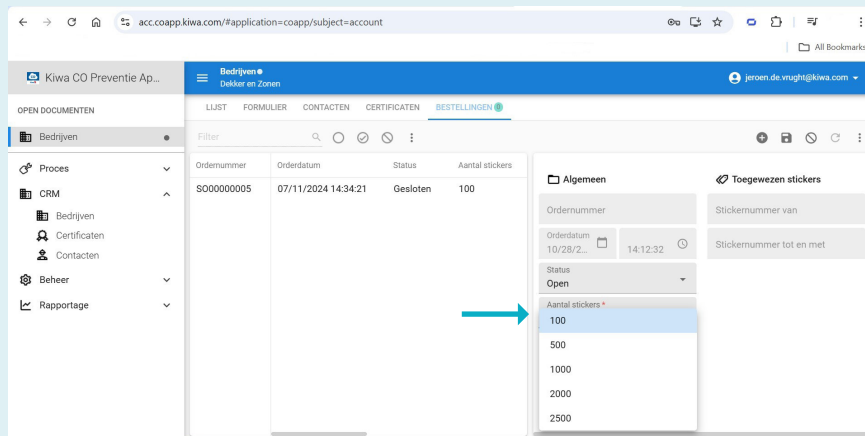 acc.coapp.kiwa.com/#application=coapp/subject=account
All Bookmarks
Kiwa CO Preventie Ap...
Bedrijven
Dekker en Zonen
jeroen.de.vrught@kiwa.com
OPEN DOCUMENTEN
LIJST FORMULIER CONTACTEN CERTIFICATEN BESTELLINGEN 0
Bedrijven
Filter
Proces
CRM
Bedrijven
Certificaten
Contacten
Beheer
Rapportage
Ordernummer Orderdatum Status Aantal stickers
SO00000005 07/11/2024 14:34:21 Gesloten 100
Algemeen
Ordernummer
Orderdatum
10/28/2... 14:12:32
Status
Open
Aantal stickers *
100
500
1000
2000
2500
Toegewezen stickers
Stickernummer van
Stickernummer tot en met